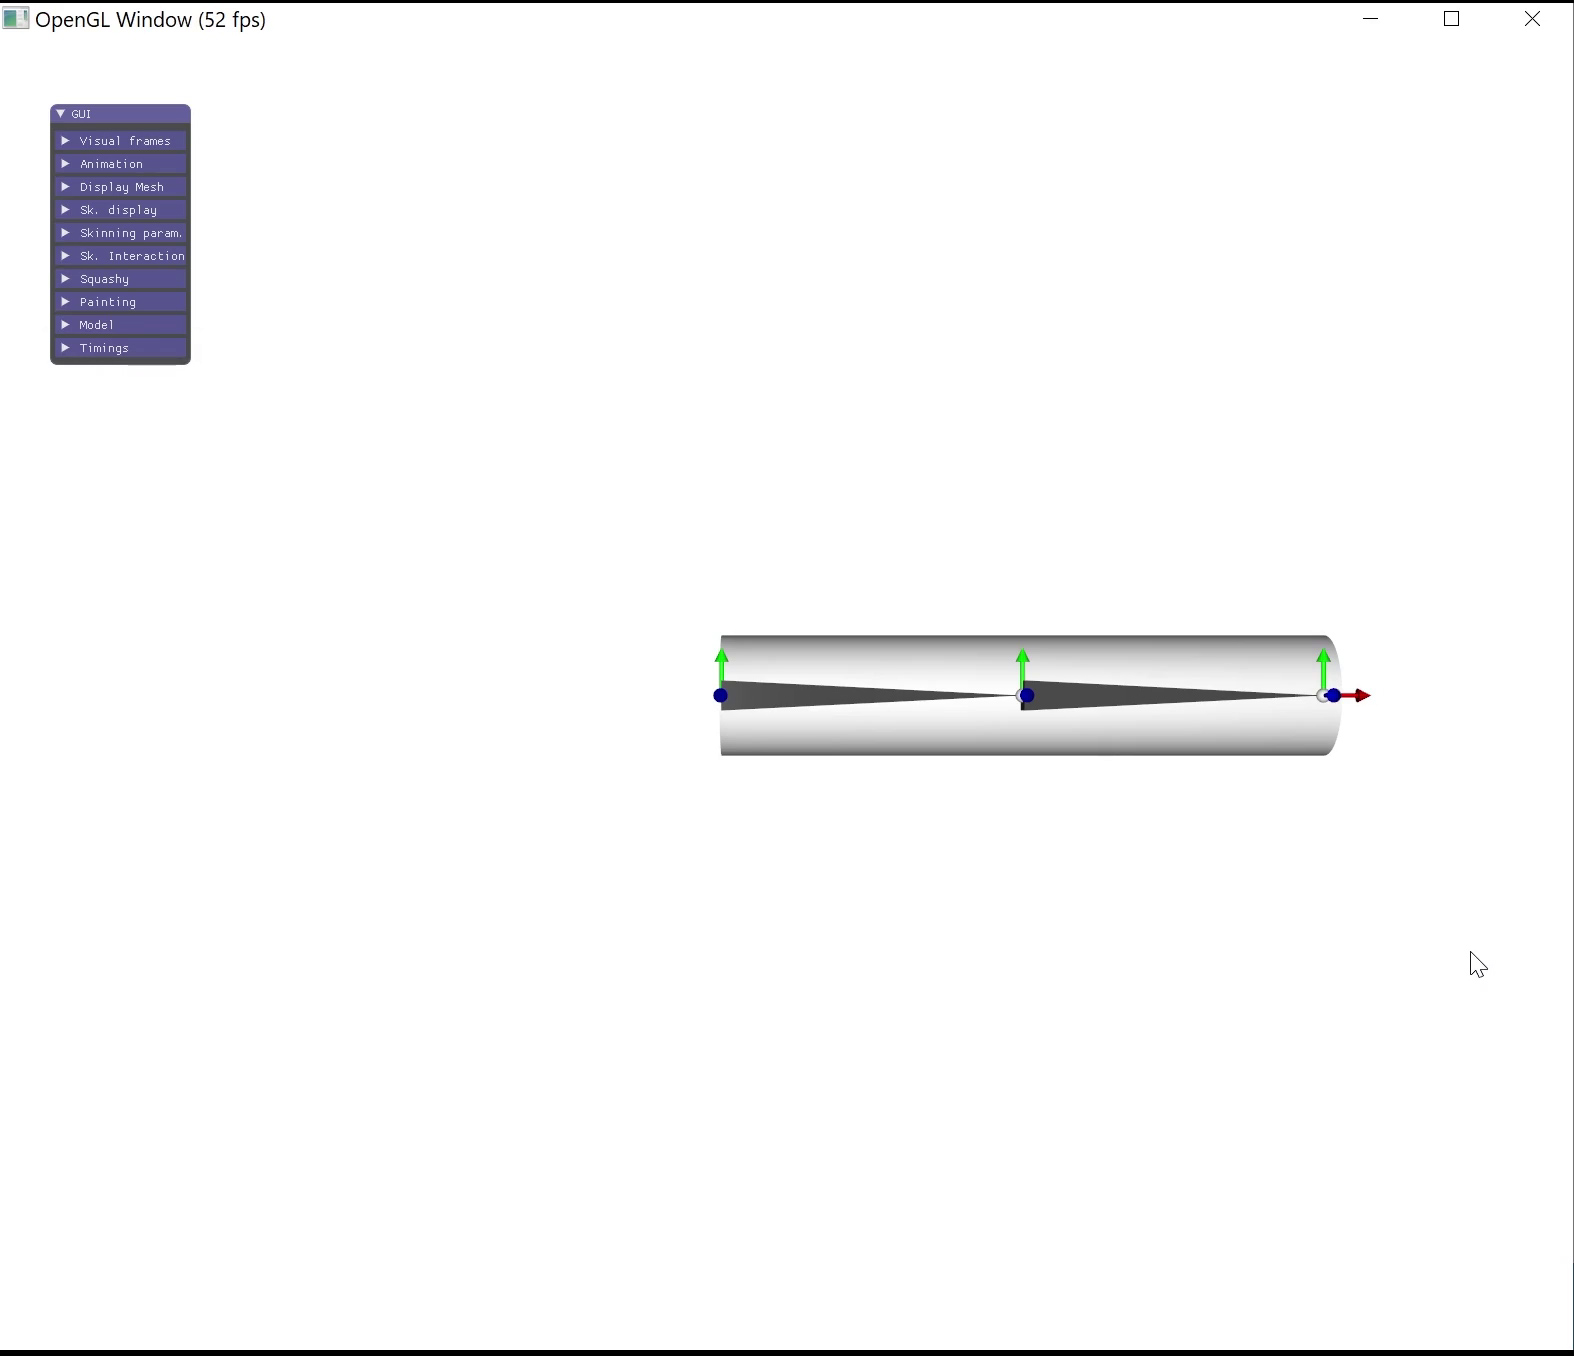 OpenGL Window (52 fps)
GUI
Visual frames
Animation
Display Mesh
Sk. display
Skinning param.
Sk. Interaction
Squashy
Painting
Model
Timings